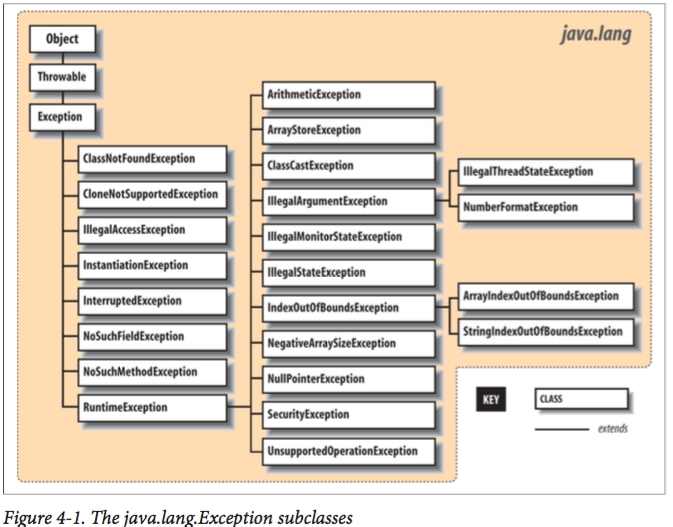 java.lang
Object
Throwable
Exception
ClassNotFoundException
CloneNotSupportedException
IllegalAccessException
InstantiationException
InterruptedException
NoSuchFieldException
NoSuchMethodException
RuntimeException
ArithmeticException
ArrayStoreException
ClassCastException
IllegalArgumentException
IllegalMonitorStateException
IllegalStateException
IndexOutOfBoundsException
NegativeArraySizeException
NullPointerException
SecurityException
UnsupportedOperationException
IllegalThreadStateException
NumberFormatException
ArrayIndexOutOfBoundsException
StringIndexOutOfBoundsException
KEY
CLASS
extends
Figure 4-1. The java.lang.Exception subclasses